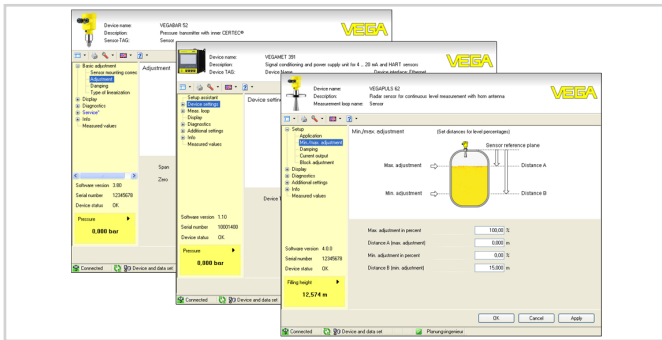 Device name: VEGABAR 52
Description: Pressure transmitter with inner CERTEC®
Sensor-TAG: Sensor
VEGA
Basic adjustment
Sensor mounting correc
Adjustment
Damping
Type of linearization
Display
Diagnostics
Service"
Info
Measured values
Adjustment
Span
Zero
Software version 3.80
Serial number 12345678
Device status OK
Pressure
0,000 bar
Connected
Device and data set
Device name: VEGAMET 391
Description: Signal conditioning and power supply unit for 4 .. 20 mA and HART sensors
Device TAG: Device Name
Device interface: Ethernet
VEGA
Setup assistant
Device settings
Meas. loop
Display
Diagnostics
Additional settings
Info
Measured values
Device settin
Device T
Software version 1.10
Serial number 10001400
Device status OK
Pressure
0,000 bar
Connected
Device and data set
Device name: VEGAPULS 62
Description: Radar sensor for continuous level measurement with horn antenna
Measurement loop name: Sensor
VEGA
Setup
Application
Min./max. adjustment
Damping
Current output
Block adjustment
Display
Diagnostics
Additional settings
Info
Measured values
Min./max. adjustment
(Set distances for level percentages)
Sensor reference plane
Max. adjustment
Distance A
Min. adjustment
Distance B
Max. adjustment in percent 100,00 %
Distance A (max. adjustment) 0,000 m
Min. adjustment in percent 0,00 %
Distance B (min. adjustment) 15,000 m
Software version 4.0.0
Serial number 12345678
Device status OK
Filling height
12,574 m
OK
Cancel
Apply
Connected
Device and data set
Planungsingenieur: